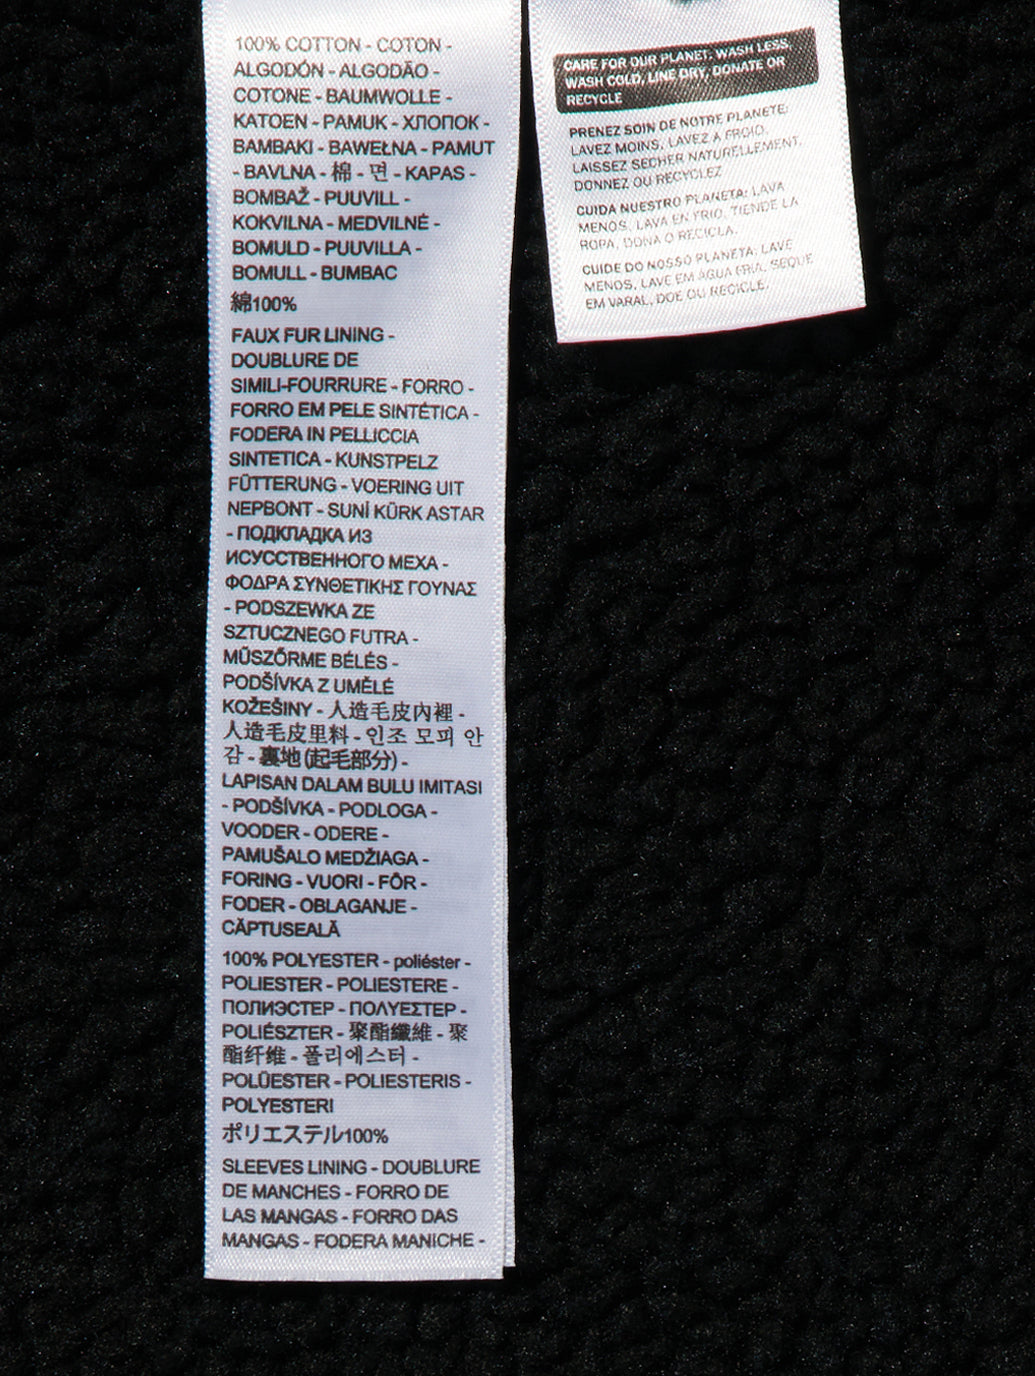 100% COTTON - COTON -
ALGODÓN - ALGODÃO -
COTONE - BAUMWOLLE -
KATOEN - PAMUK - ХЛОПОК -
BAMBAKI - BAWEŁNA - PAMUT
- BAVLNA - 棉 - 면 - KAPAS -
BOMBAŽ - PUUVILL -
KOKVILNA - MEDVILNĖ -
BOMULD - PUUVILLA -
BOMULL - BUMBAC
綿100%
FAUX FUR LINING -
DOUBLURE DE
SIMILI-FOURRURE - FORRO -
FORRO EM PELE SINTÉTICA -
FODERA IN PELLICCIA
SINTETICA - KUNSTPELZ
FÜTTERUNG - VOERING UIT
NEPBONT - SUNİ KÜRK ASTAR
- ПОДКЛАДКА ИЗ
ИСУССТВЕННОГО МЕХА -
ΦΟΔΡΑ ΣΥΝΘΕΤΙΚΗΣ ΓΟΥΝΑΣ
- PODSZEWKA ZE
SZTUCZNEGO FUTRA -
MŰSZŐRME BÉLÉS -
PODŠÍVKA Z UMĚLÉ
KOŽEŠINY - 人造毛皮內裡 -
人造毛皮里料 - 인조 모피 안
감 - 裏地(起毛部分) -
LAPISAN DALAM BULU IMITASI
- PODŠÍVKA - PODLOGA -
VOODER - ODERE -
PAMUŠALO MEDŽIAGA -
FORING - VUORI - FÔR -
FODER - OBLAGANJE -
CĂPTUSEALĂ
100% POLYESTER - poliéster -
POLIESTER - POLIESTERE -
ПОЛИЭСТЕР - ΠΟΛΥΕΣΤΕΡ -
POLIÉSZTER - 聚酯纖維 - 聚
酯纤维 - 폴리에스터 -
POLÜESTER - POLIESTERIS -
POLYESTERI
ポリエステル100%
SLEEVES LINING - DOUBLURE
DE MANCHES - FORRO DE
LAS MANGAS - FORRO DAS
MANGAS - FODERA MANICHE -
CARE FOR OUR PLANET: WASH LESS,
WASH COLD, LINE DRY, DONATE OR
RECYCLE
PRENEZ SOIN DE NOTRE PLANETE:
LAVEZ MOINS, LAVEZ A FROID,
LAISSEZ SECHER NATURELLEMENT,
DONNEZ OU RECYCLEZ
CUIDA NUESTRO PLANETA: LAVA
MENOS, LAVA EN FRIO, TIENDE LA
ROPA, DONA O RECICLA.
CUIDE DO NOSSO PLANETA: LAVE
MENOS, LAVE EM ÁGUA FRIA, SEQUE
EM VARAL, DOE OU RECICLE.